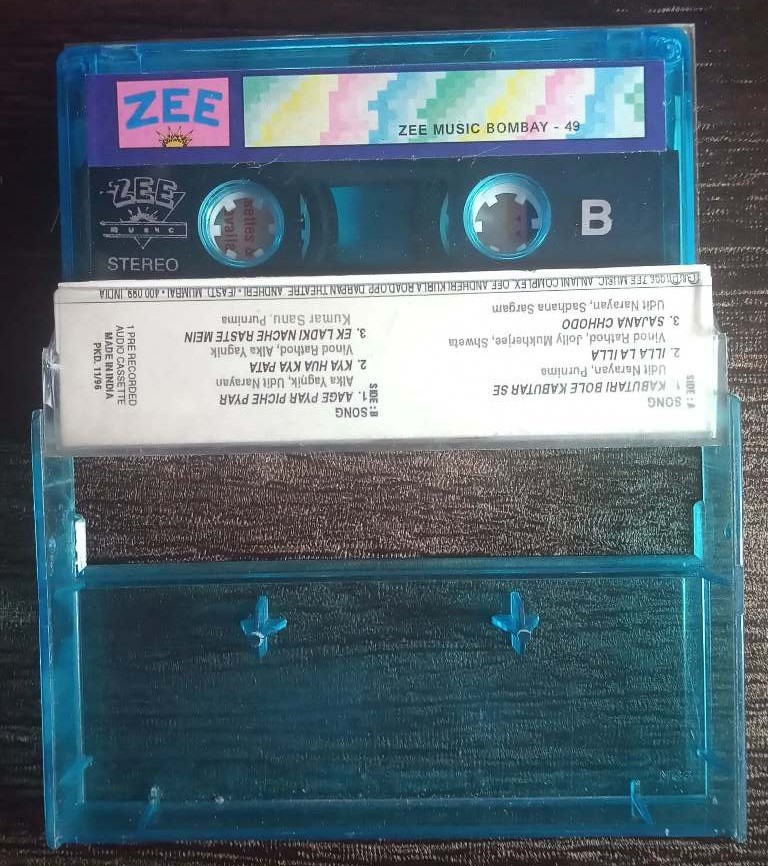 ZEE
ZEE MUSIC BOMBAY - 49
ZEE
MUSIC
STEREO
B
SIDE : A
SONG
1. KABUTARI BOLE KABUTAR SE
Udit Narayan, Purnima
2. ILLA LA ILLA
Vinod Rathod, Jolly Mukherjee, Shweta
3. SAJANA CHHODO
Udit Narayan, Sadhana Sargam
SIDE : B
SONG
1. AAGE PYAR PICHE PYAR
Alka Yagnik, Udit Narayan
2. KYA HUA KYA PATA
Vinod Rathod, Alka Yagnik
3. EK LADKI NACHE RASTE MEIN
Kumar Sanu, Purnima
1 PRE RECORDED
AUDIO CASSETTE
MADE IN INDIA
PKD. 11/96
1996 ZEE MUSIC, ANJANI COMPLEX, OFF. ANDHERI KURLA ROAD, OPP. DARPAN THEATRE, ANDHERI • (EAST) • MUMBAI • 400 099. INDIA